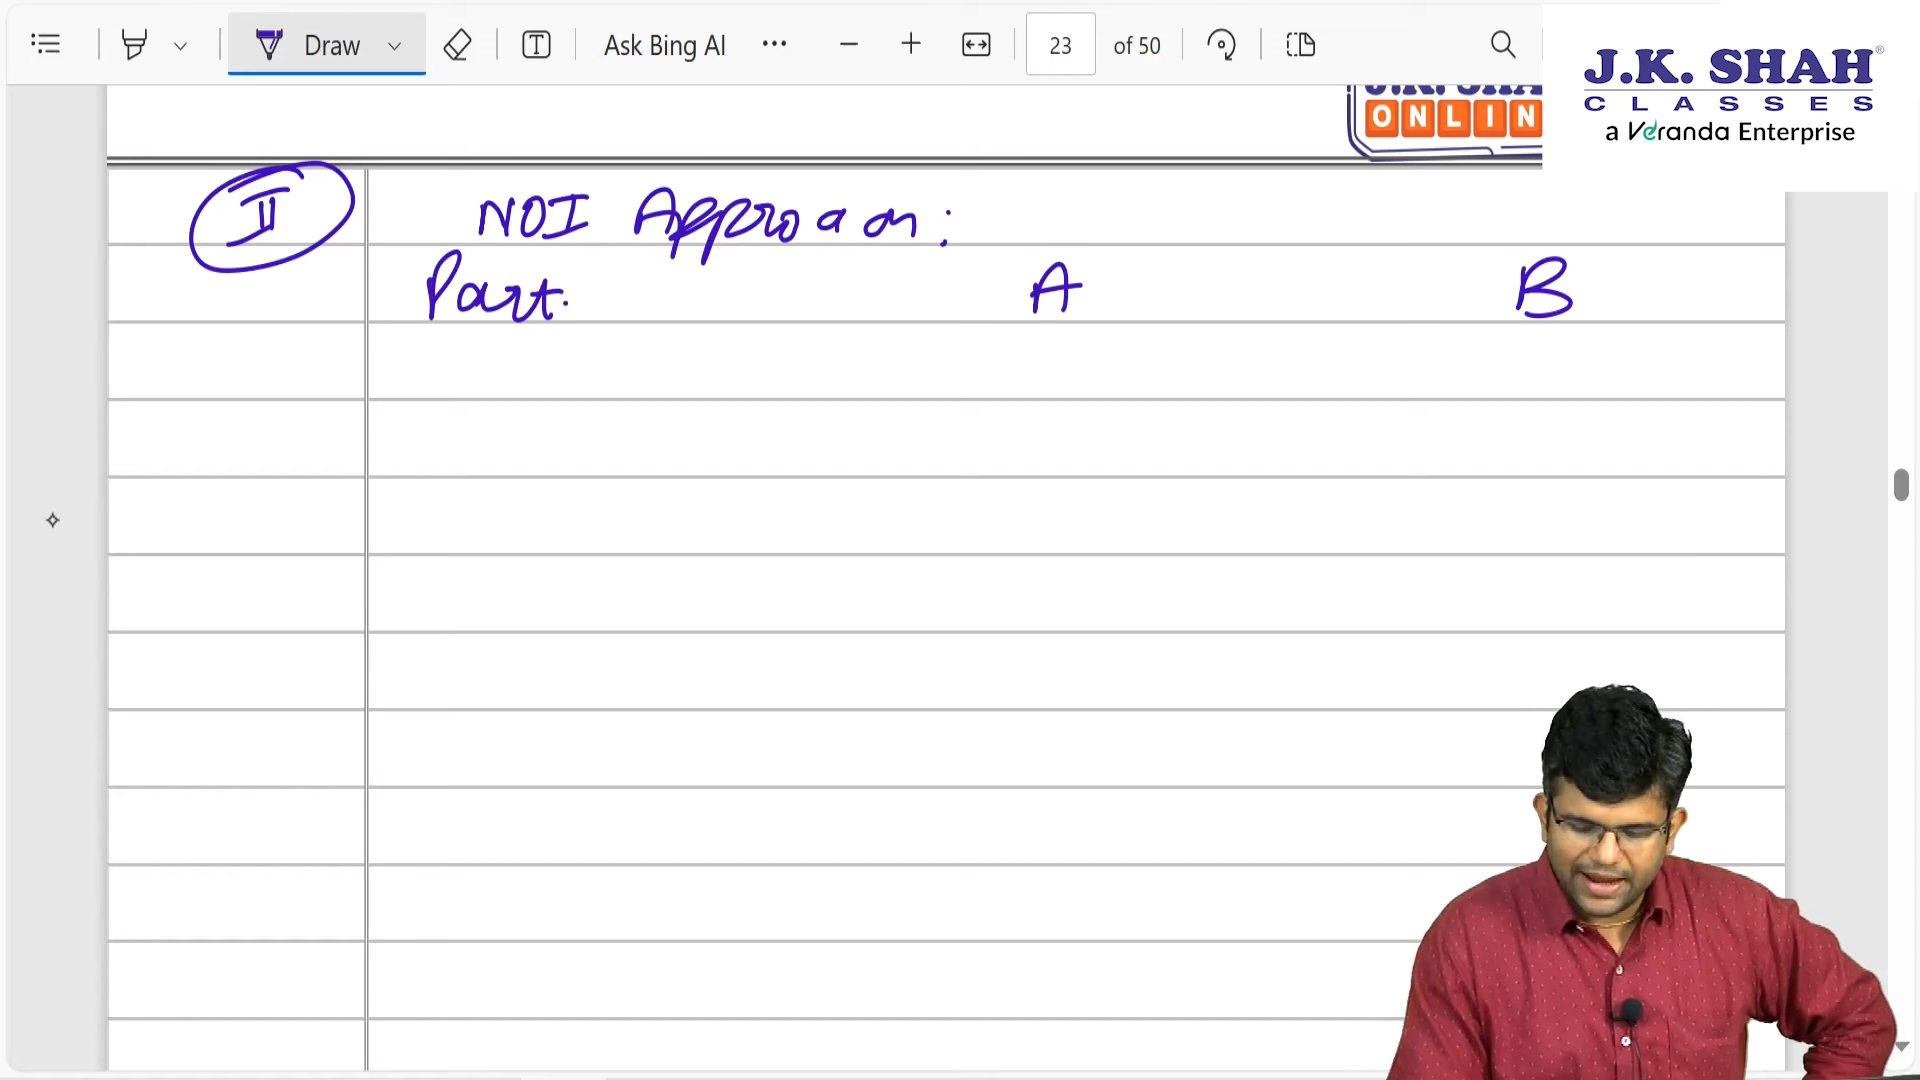 Draw
Ask Bing AI
23 of 50
J.K. SHAH®
CLASSES
a Veranda Enterprise
ONLIN
II
NOI Approach:
Part. A B